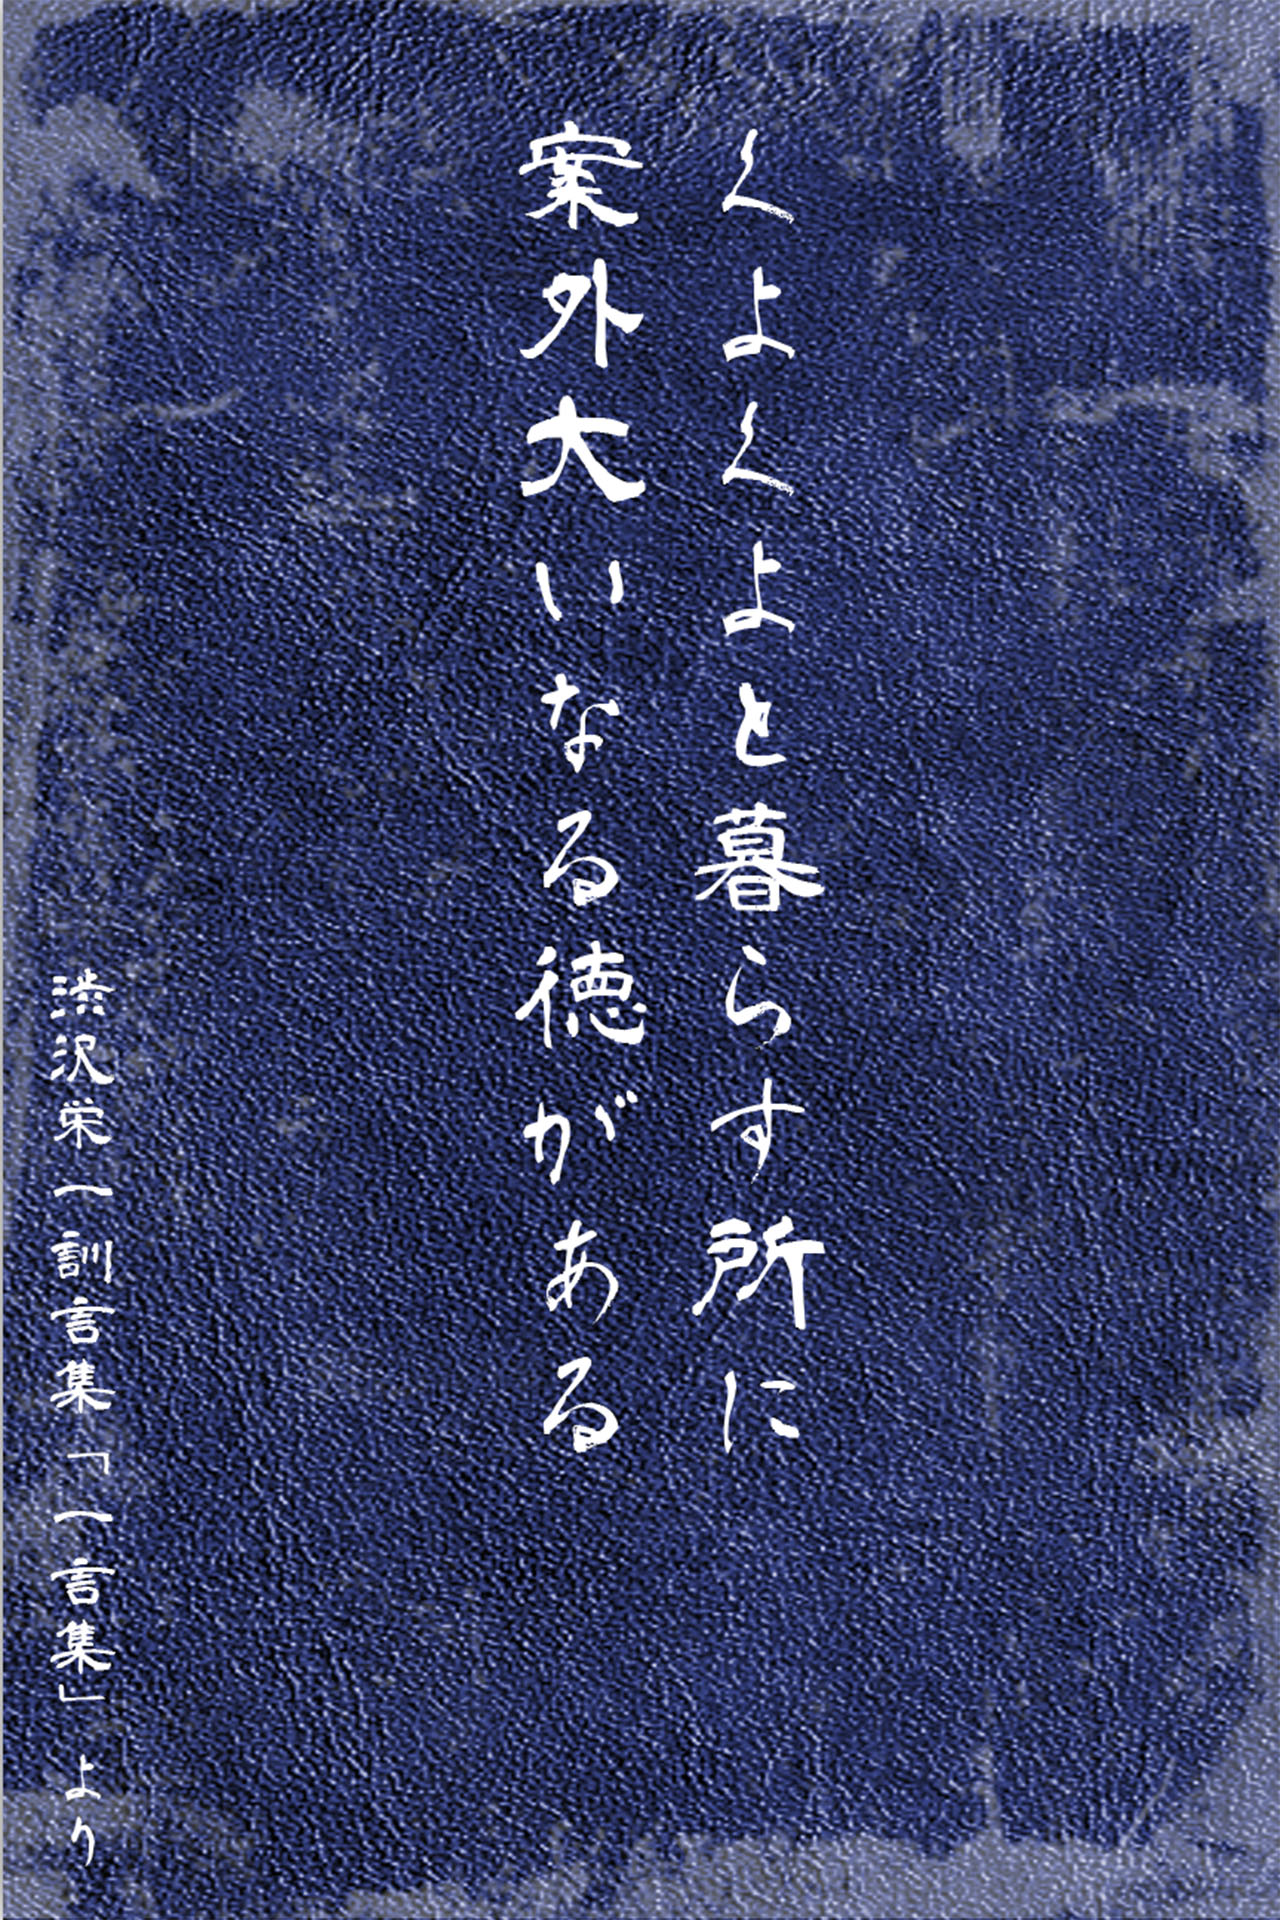 くよくよと暮らす所に
案外大いなる徳がある
渋沢栄一訓言集「一言集」より